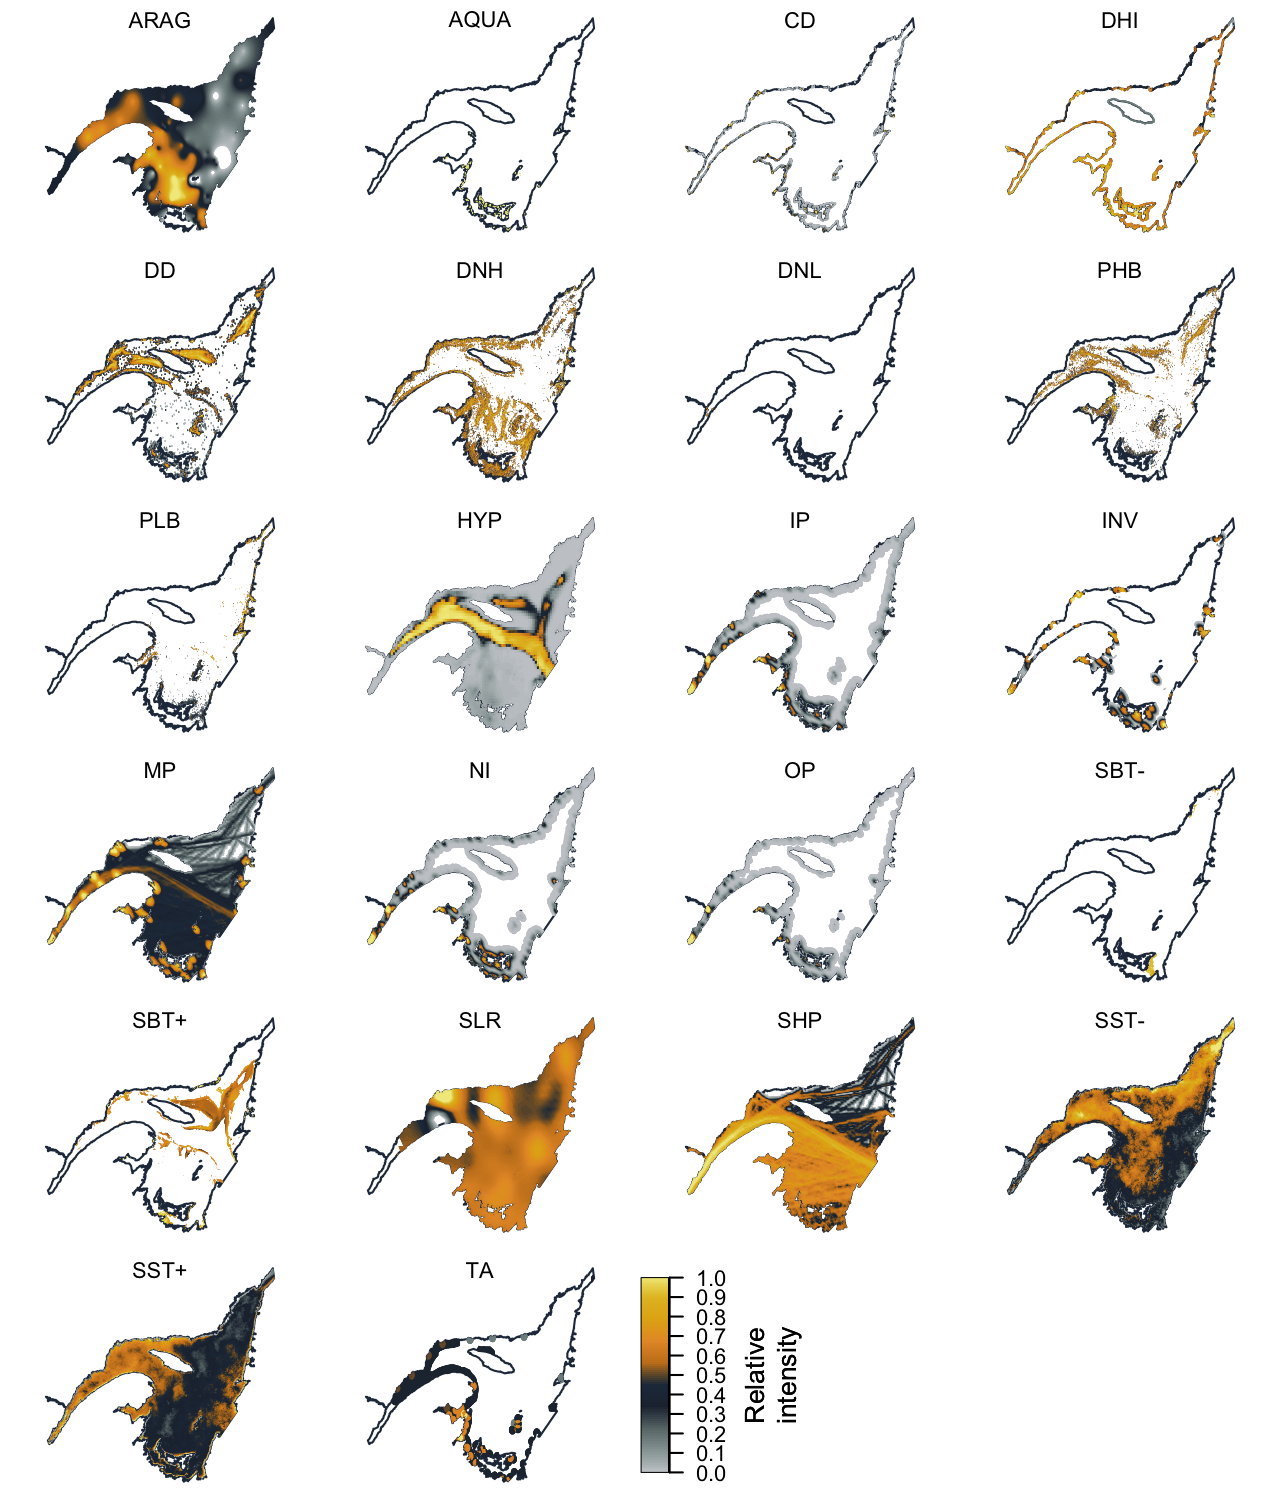 ARAG
AQUA
CD
DHI
DD
DNH
DNL
PHB
PLB
HYP
IP
INV
MP
NI
OP
SBT-
SBT+
SLR
SHP
SST-
SST+
TA
1.0
0.9
0.8
0.7
0.6
0.5
0.4
0.3
0.2
0.1
0.0
Relative
intensity